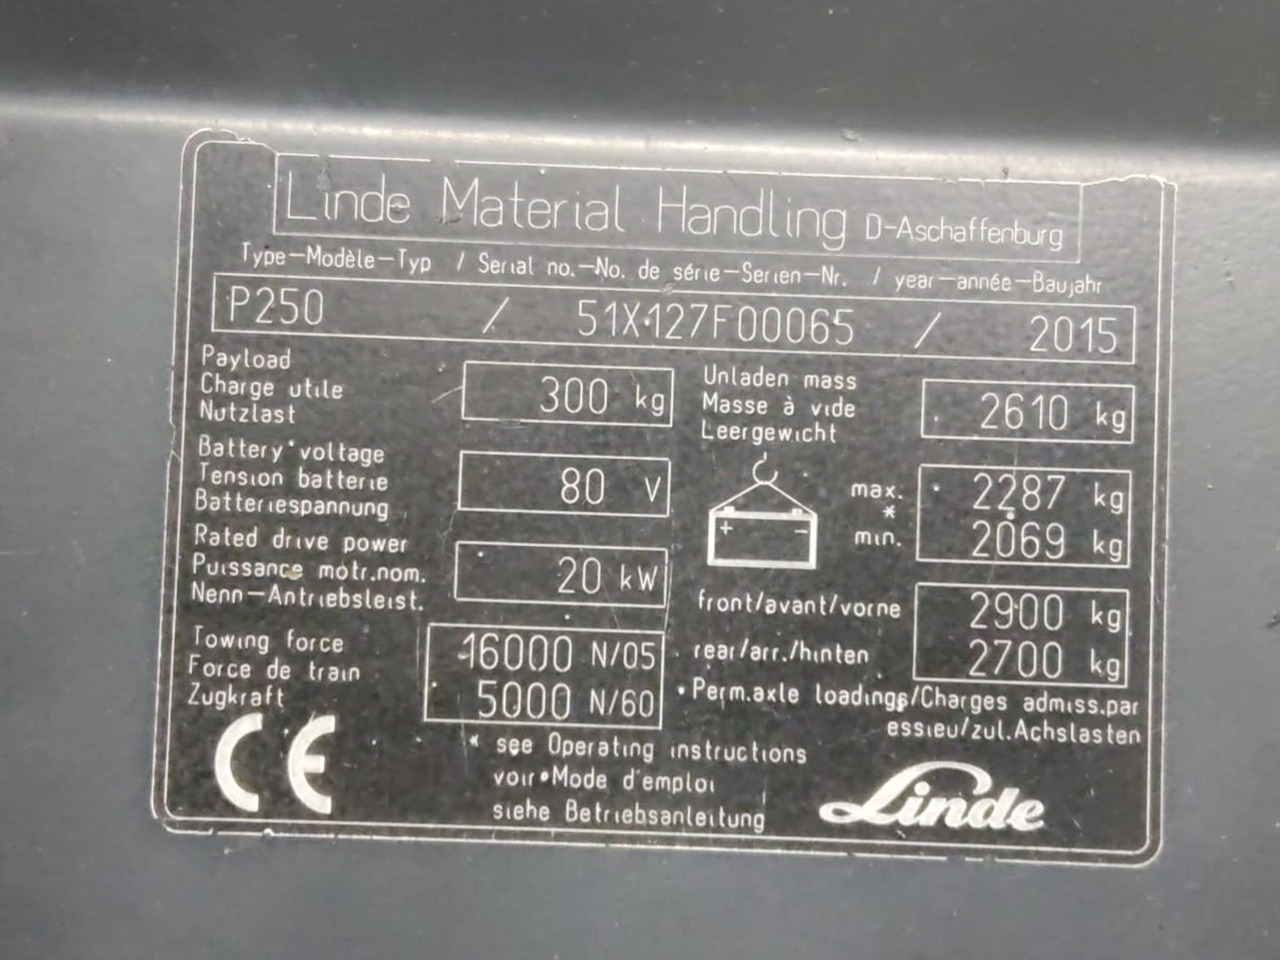 Linde Material Handling D-Aschaffenburg
Type-Modèle-Typ / Serial no.-No. de série-Serien-Nr. / year-année-Baujahr
P250 / 51X127F00065 / 2015
Payload
Charge utile
Nutzlast
300 kg
Unladen mass
Masse à vide
Leergewicht
2610 kg
Battery voltage
Tension batterie
Batteriespannung
80 V
+ -
max. 2287 kg
*
min. 2069 kg
Rated drive power
Puissance motr.nom.
Nenn-Antriebsleist.
20 kW
front/avant/vorne 2900 kg
rear/arr./hinten 2700 kg
Perm.axle loadings/Charges admiss.par
essieu/zul.Achslasten
Towing force
Force de train
Zugkraft
16000 N/05
5000 N/60
CE
* see Operating instructions
voir Mode d'emploi
siehe Betriebsanleitung
Linde